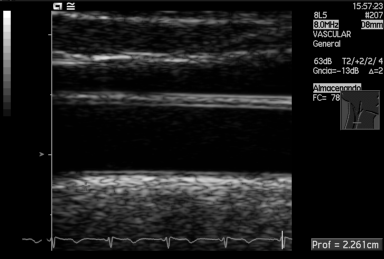 15:57:23
8L5 #207
8.0MHz 38mm
VASCULAR
General
63dB T2/+2/2/ 4
Gncia=-13dB Δ=2
Almacenando
FC= 78
Prof = 2.261cm